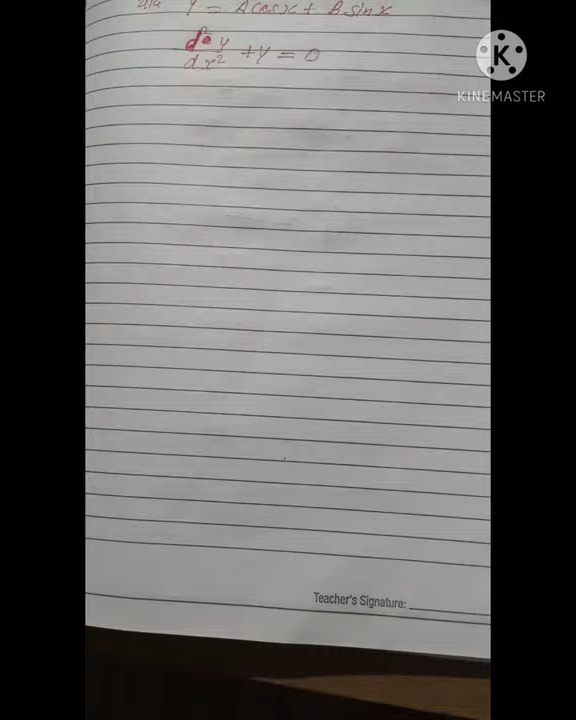 y = A cos x + B sin x
d²y/dx² + y = 0
KINEMASTER
Teacher's Signature: